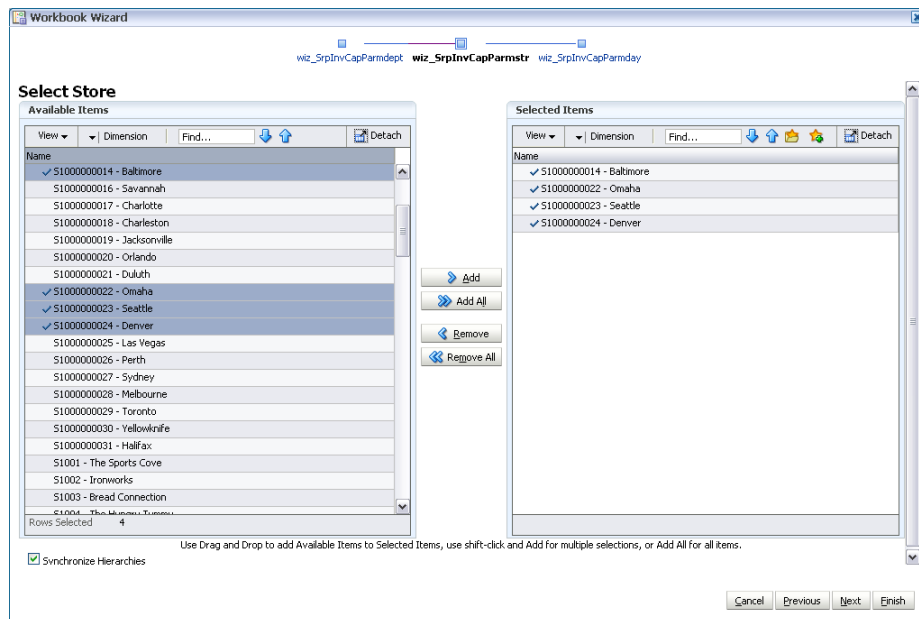 Workbook Wizard
wiz_SrpInvCapParmdept wiz_SrpInvCapParmstr wiz_SrpInvCapParmday
Select Store
Available Items
View Dimension Find... Detach
Name
S1000000014 - Baltimore
S1000000016 - Savannah
S1000000017 - Charlotte
S1000000018 - Charleston
S1000000019 - Jacksonville
S1000000020 - Orlando
S1000000021 - Duluth
S1000000022 - Omaha
S1000000023 - Seattle
S1000000024 - Denver
S1000000025 - Las Vegas
S1000000026 - Perth
S1000000027 - Sydney
S1000000028 - Melbourne
S1000000029 - Toronto
S1000000030 - Yellowknife
S1000000031 - Halifax
S1001 - The Sports Cove
S1002 - Ironworks
S1003 - Bread Connection
S1004 - The Hungry Tummy
Rows Selected 4
Add
Add All
Remove
Remove All
Selected Items
View Dimension Find... Detach
Name
S1000000014 - Baltimore
S1000000022 - Omaha
S1000000023 - Seattle
S1000000024 - Denver
Use Drag and Drop to add Available Items to Selected Items, use shift-click and Add for multiple selections, or Add All for all items.
Synchronize Hierarchies
Cancel Previous Next Finish